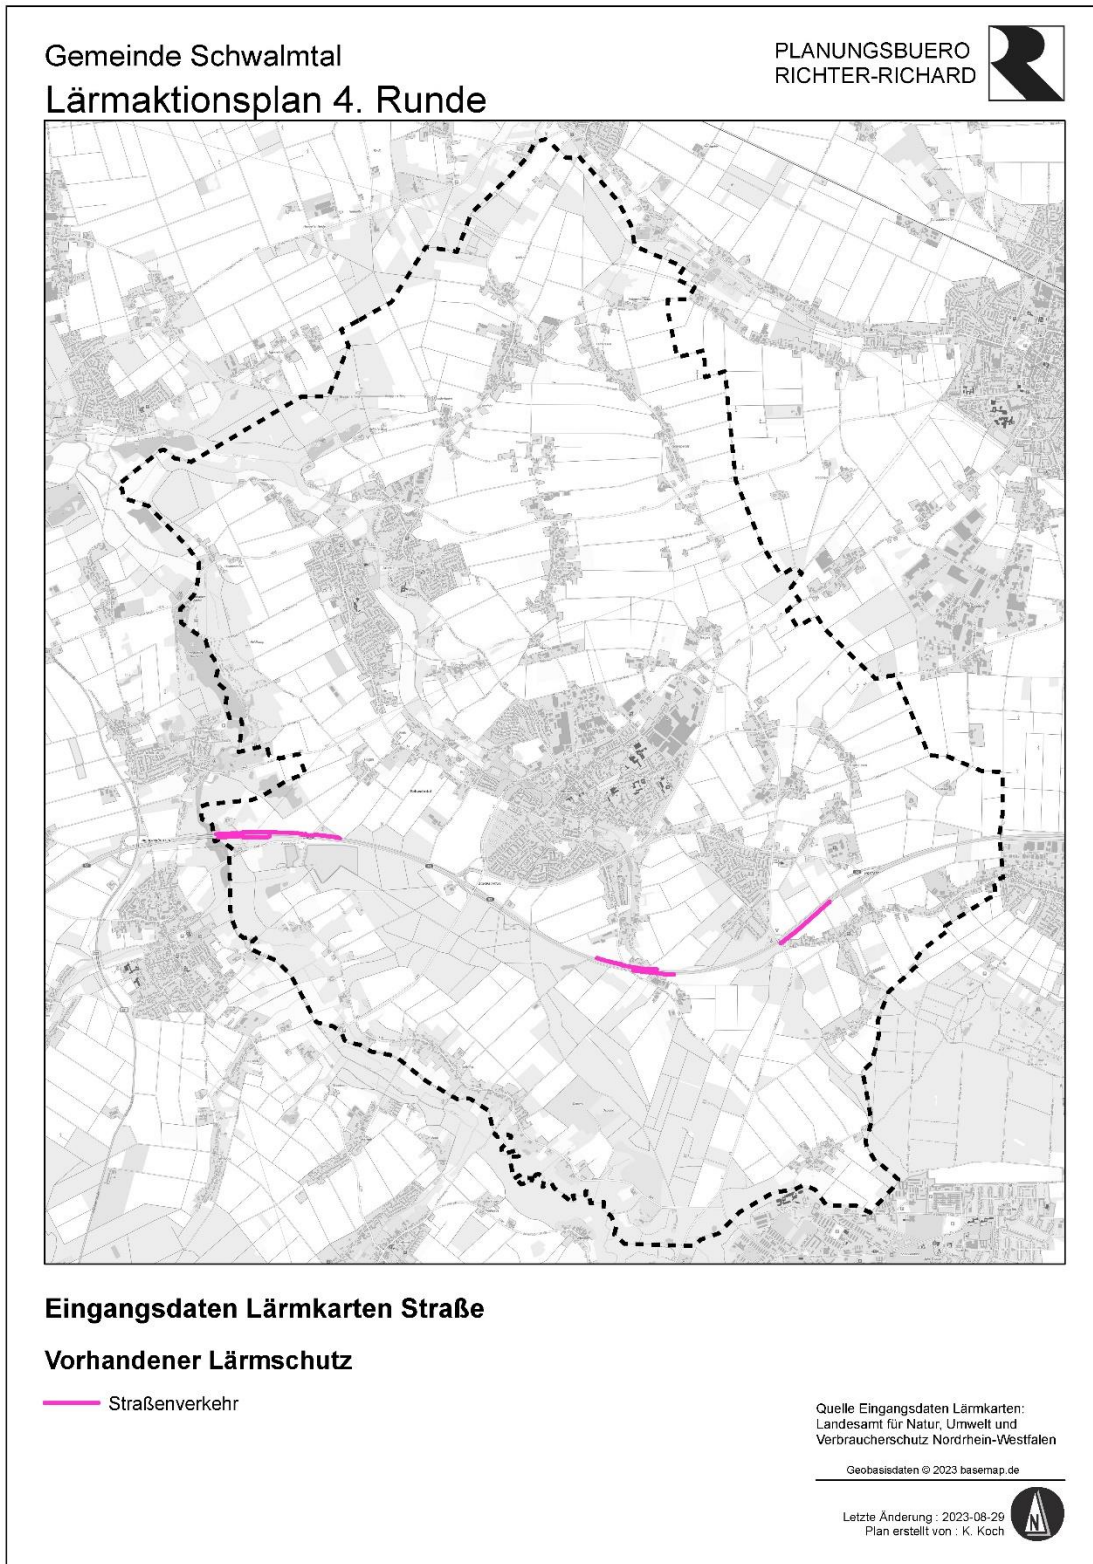 Gemeinde Schwalmtal
Lärmaktionsplan 4. Runde
PLANUNGSBUERO
RICHTER-RICHARD
Eingangsdaten Lärmkarten Straße
Vorhandener Lärmschutz
Straßenverkehr
Quelle Eingangsdaten Lärmkarten:
Landesamt für Natur, Umwelt und
Verbraucherschutz Nordrhein-Westfalen
Geobasisdaten © 2023 basemap.de
Letzte Änderung : 2023-08-29
Plan erstellt von : K. Koch
N